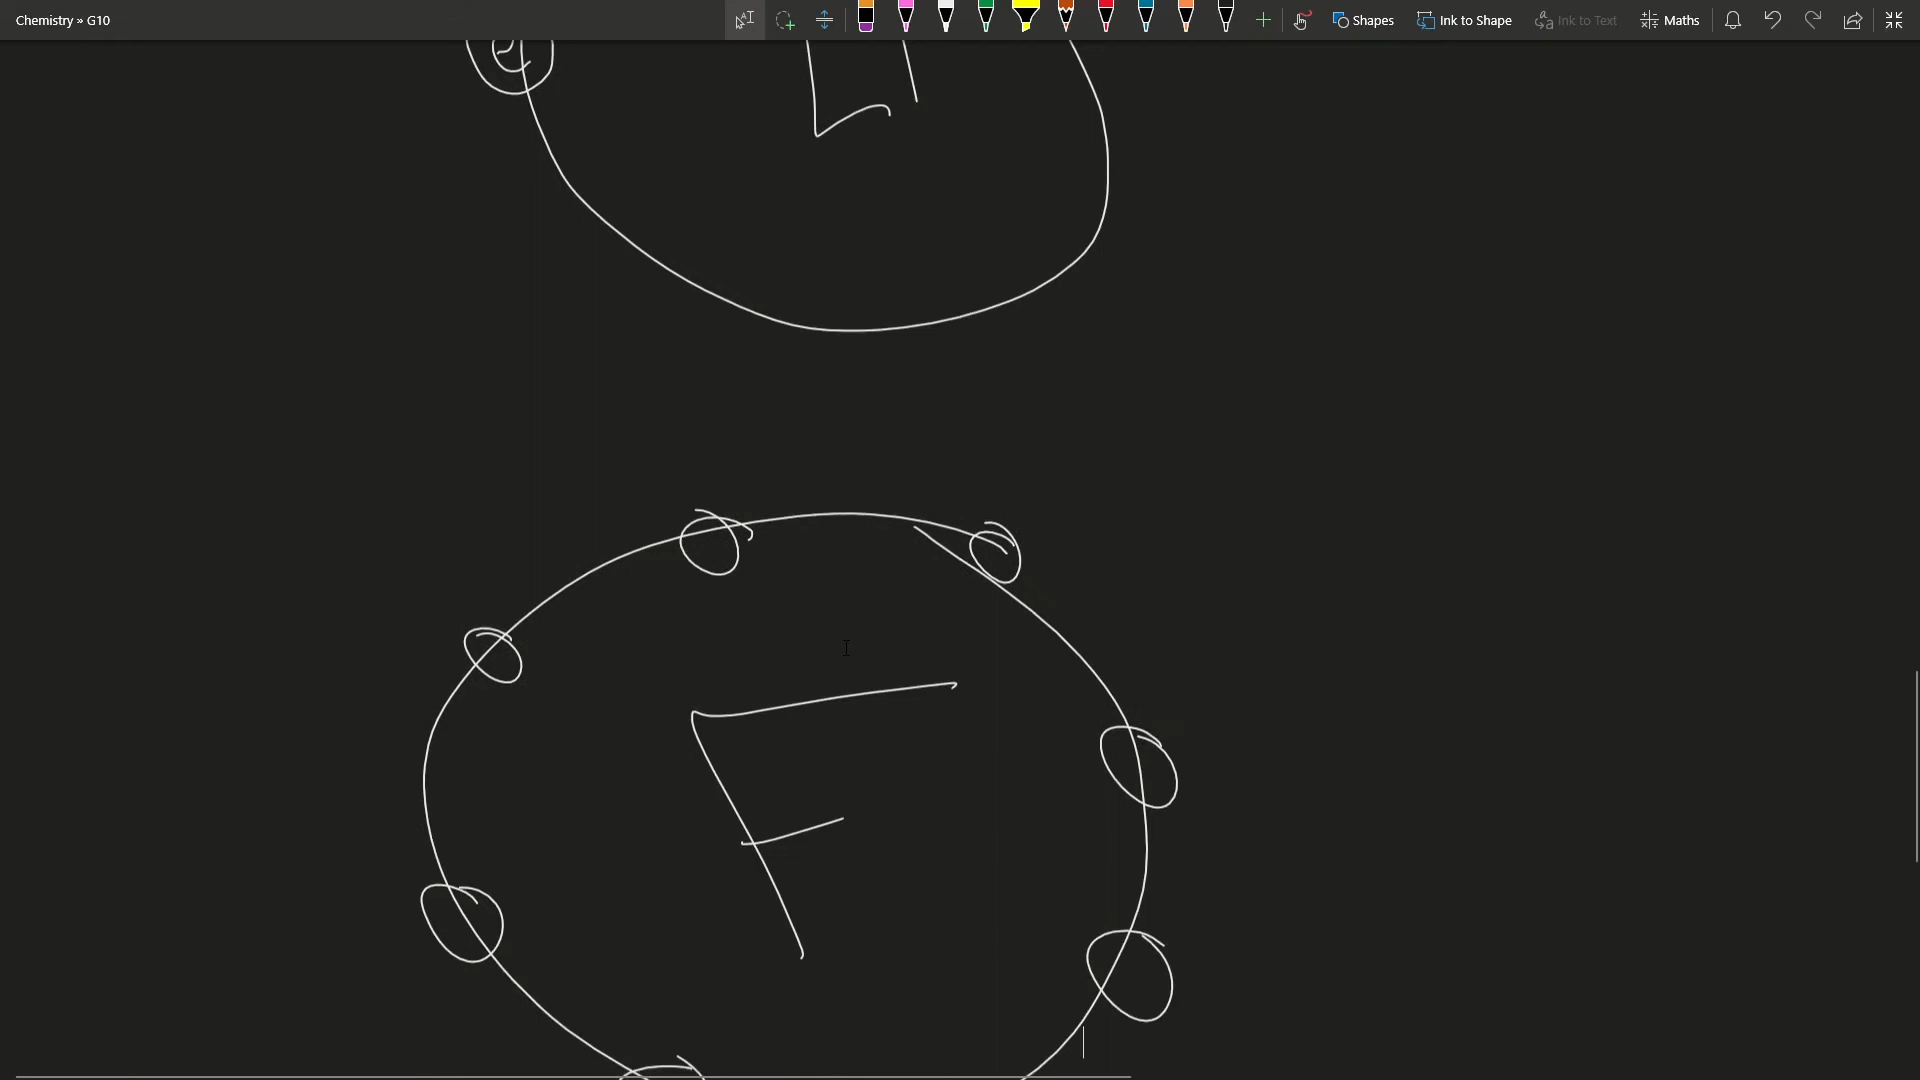 Chemistry » G10
Shapes
Ink to Shape
Ink to Text
Maths
F